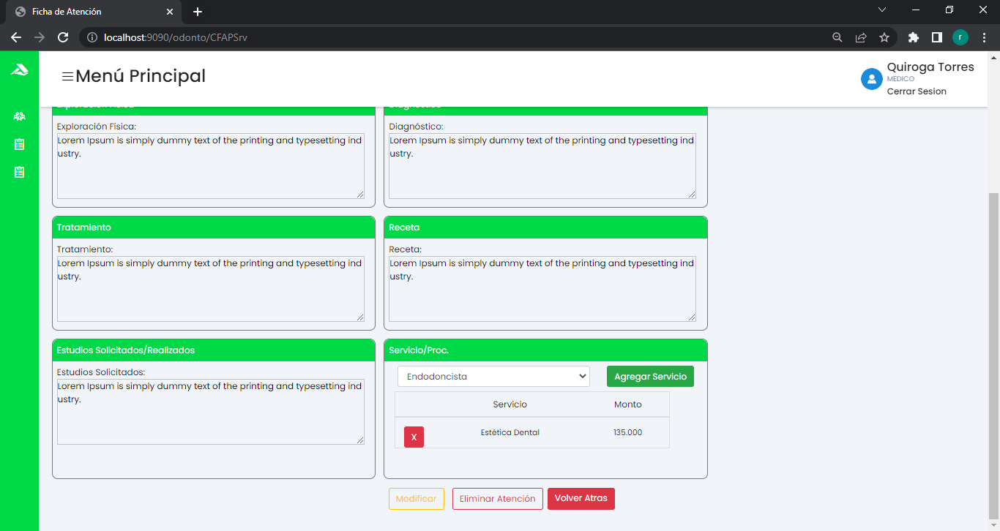 Ficha de Atención
localhost:9090/odonto/CFAPSrv
r
Menú Principal
Quiroga Torres
MEDICO
Cerrar Sesion
Exploración Física:
Lorem Ipsum is simply dummy text of the printing and typesetting ind
ustry.
Diagnóstico:
Lorem Ipsum is simply dummy text of the printing and typesetting ind
ustry.
Tratamiento
Tratamiento:
Lorem Ipsum is simply dummy text of the printing and typesetting ind
ustry.
Receta
Receta:
Lorem Ipsum is simply dummy text of the printing and typesetting ind
ustry.
Estudios Solicitados/Realizados
Estudios Solicitados:
Lorem Ipsum is simply dummy text of the printing and typesetting ind
ustry.
Servicio/Proc.
Endodoncista
Agregar Servicio
Servicio Monto
X Estética Dental 135.000
Modificar Eliminar Atención Volver Atras